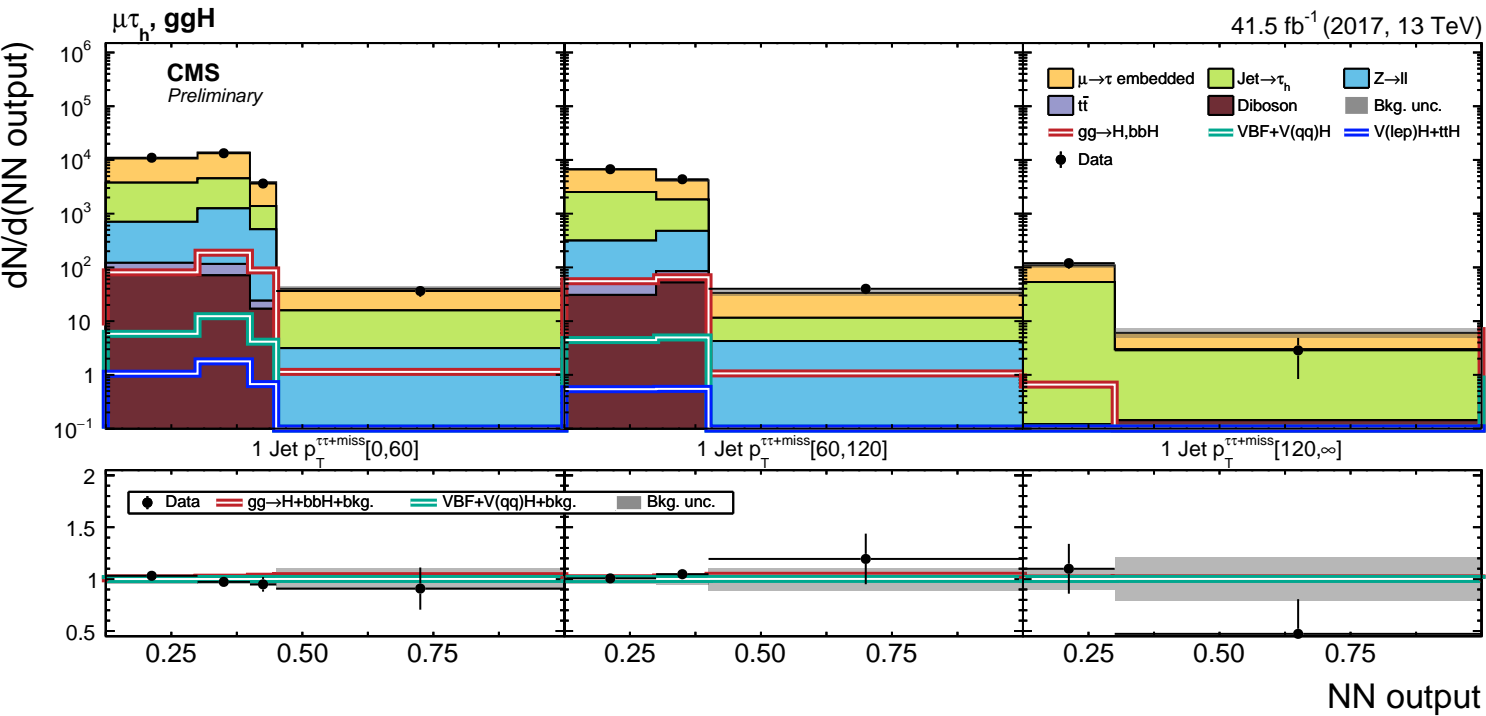 μτh, ggH
41.5 fb⁻¹ (2017, 13 TeV)
dN/d(NN output)
CMS
Preliminary
10⁶
10⁵
10⁴
10³
10²
10
1
10⁻¹
μ→τ embedded Jet→τh Z→ll
tt̄ Diboson Bkg. unc.
gg→H,bbH VBF+V(qq)H V(lep)H+ttH
Data
1 Jet pTττ+miss[0,60] 1 Jet pTττ+miss[60,120] 1 Jet pTττ+miss[120,∞]
2
1.5
1
0.5
Data gg→H+bbH+bkg. VBF+V(qq)H+bkg. Bkg. unc.
0.25 0.50 0.75 0.25 0.50 0.75 0.25 0.50 0.75
NN output